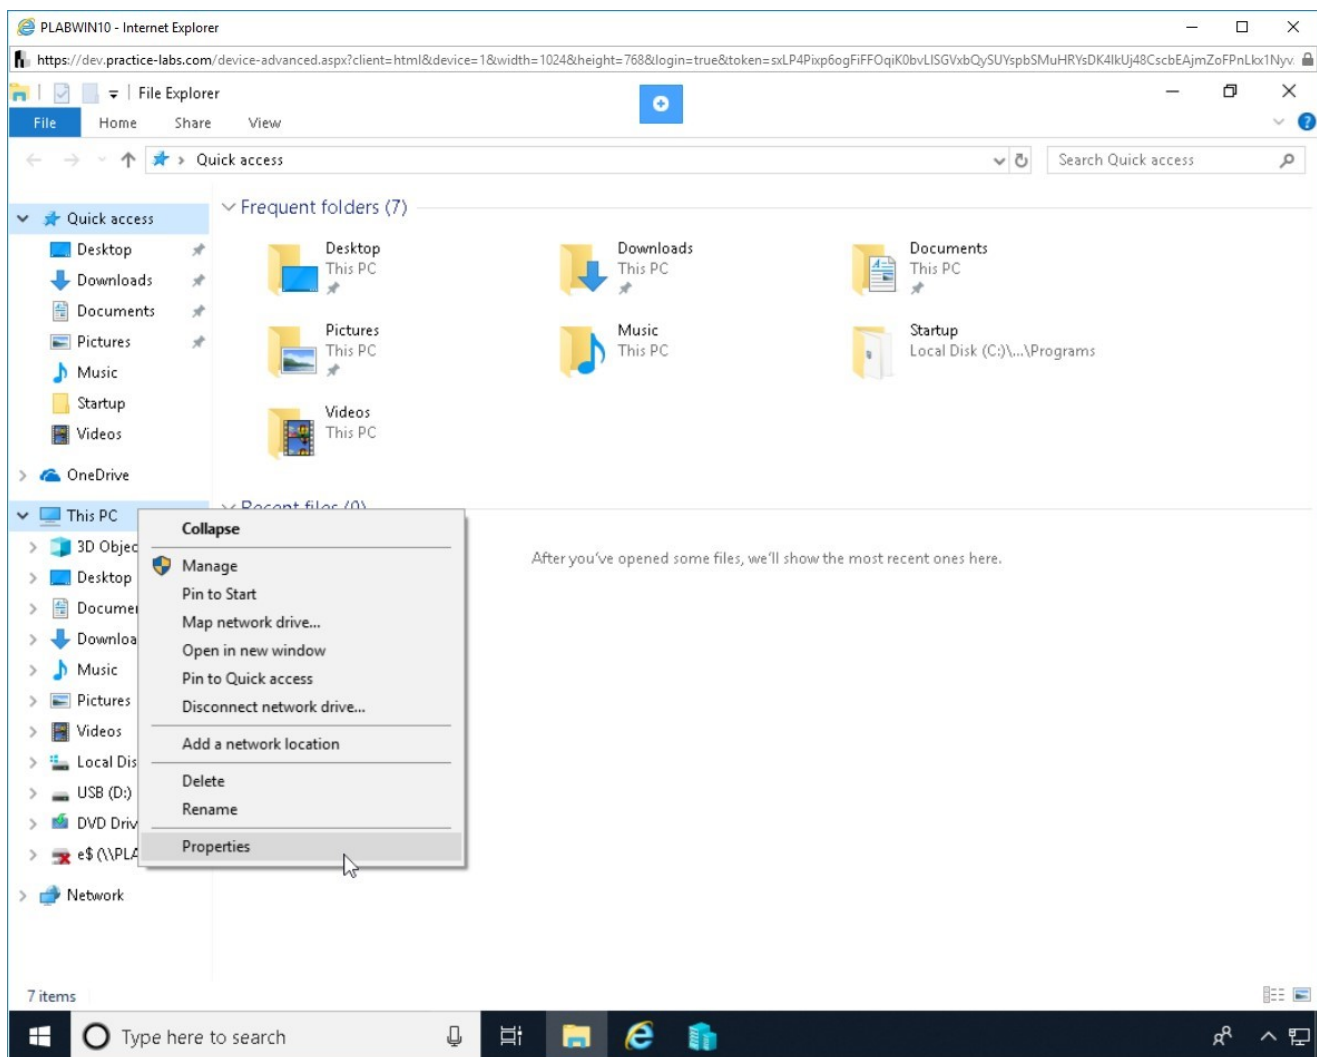 PLABWIN10 - Internet Explorer
https://dev.practice-labs.com/device-advanced.aspx?client=html&device=1&width=1024&height=768&login=true&token=
File Explorer
File Home Share View
Quick access
Search Quick access
Quick access
Desktop
Downloads
Documents
Pictures
Music
Startup
Videos
OneDrive
This PC
3D Objec
Desktop
Documen
Downloa
Music
Pictures
Videos
Local Dis
USB (D:)
DVD Driv
e$ (\\PLA
Network
Frequent folders (7)
Desktop
This PC
Downloads
This PC
Documents
This PC
Pictures
This PC
Music
This PC
Startup
Local Disk (C:)\...\Programs
Videos
This PC
Recent files (0)
After you've opened some files, we'll show the most recent ones here.
Collapse
Manage
Pin to Start
Map network drive...
Open in new window
Pin to Quick access
Disconnect network drive...
Add a network location
Delete
Rename
Properties
7 items
Type here to search